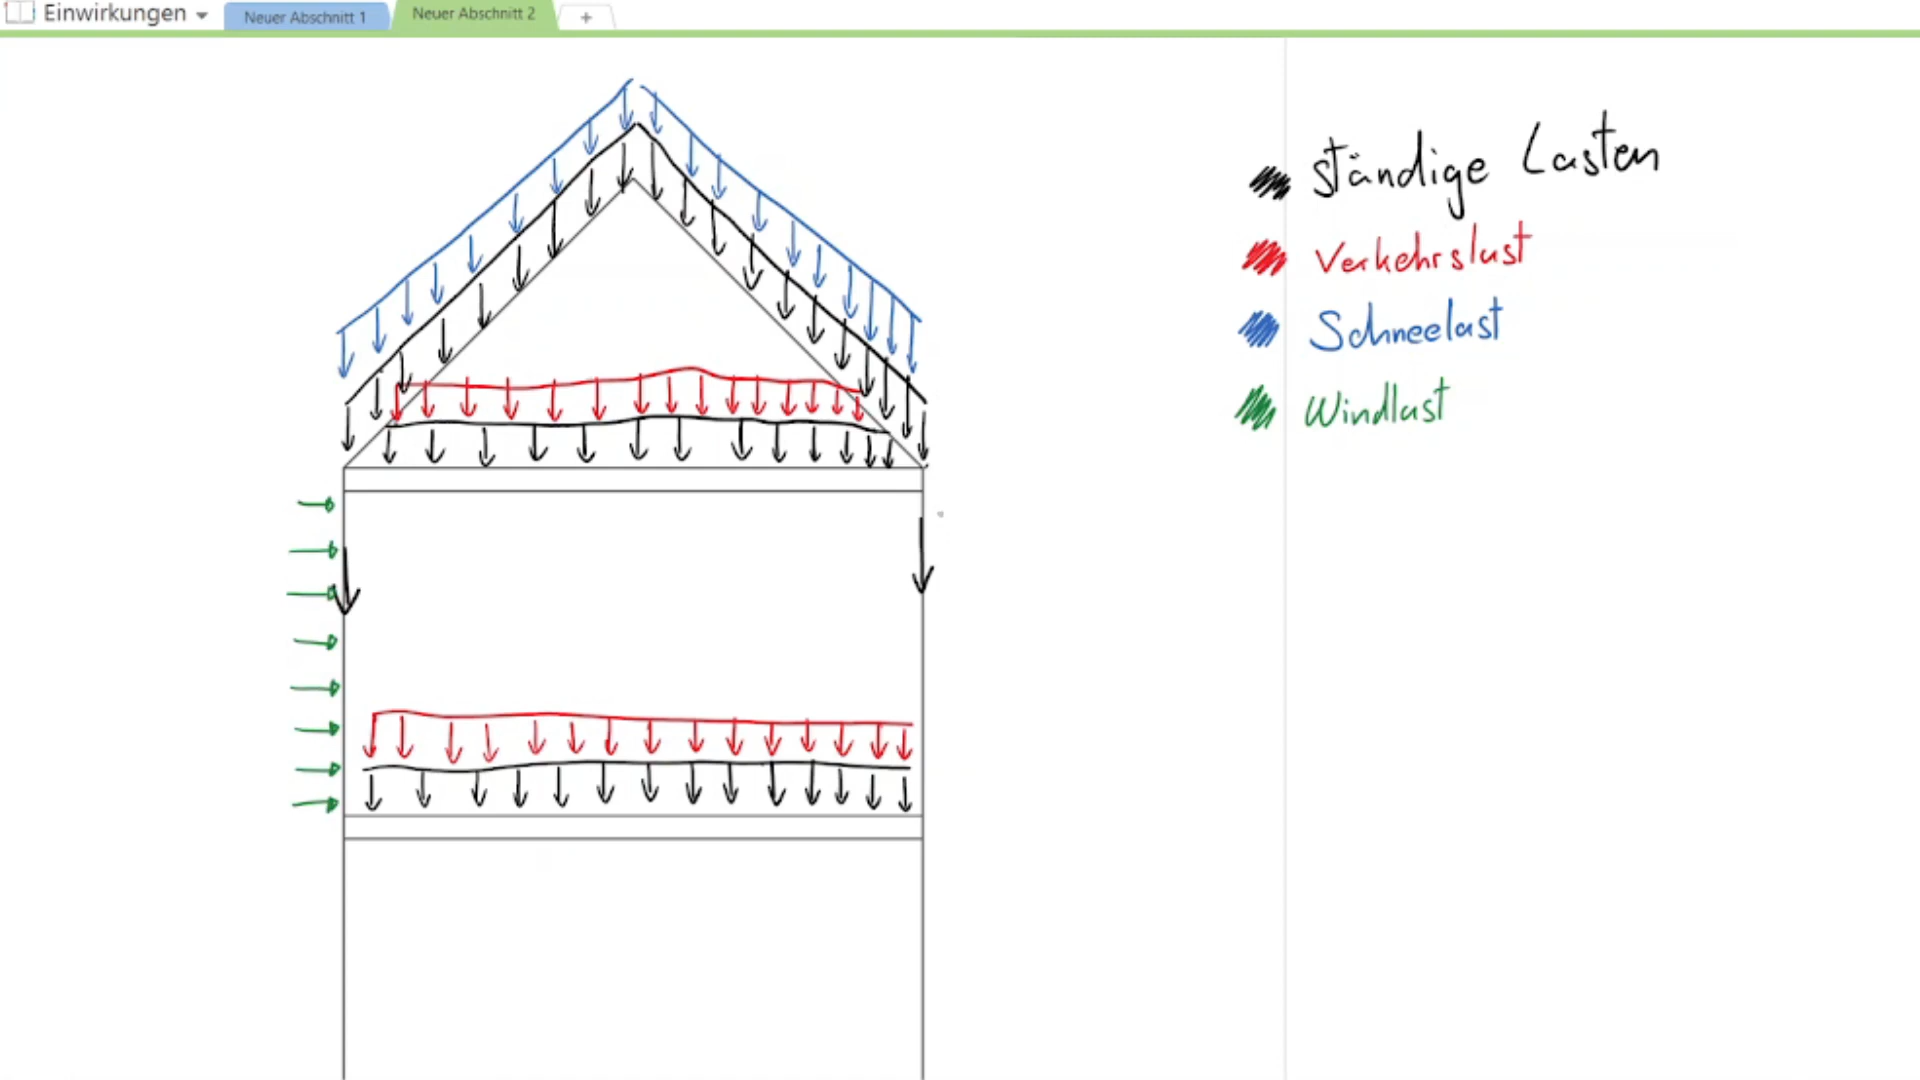 Einwirkungen
Neuer Abschnitt 1
Neuer Abschnitt 2
+
ständige Lasten
Verkehrslast
Schneelast
Windlast